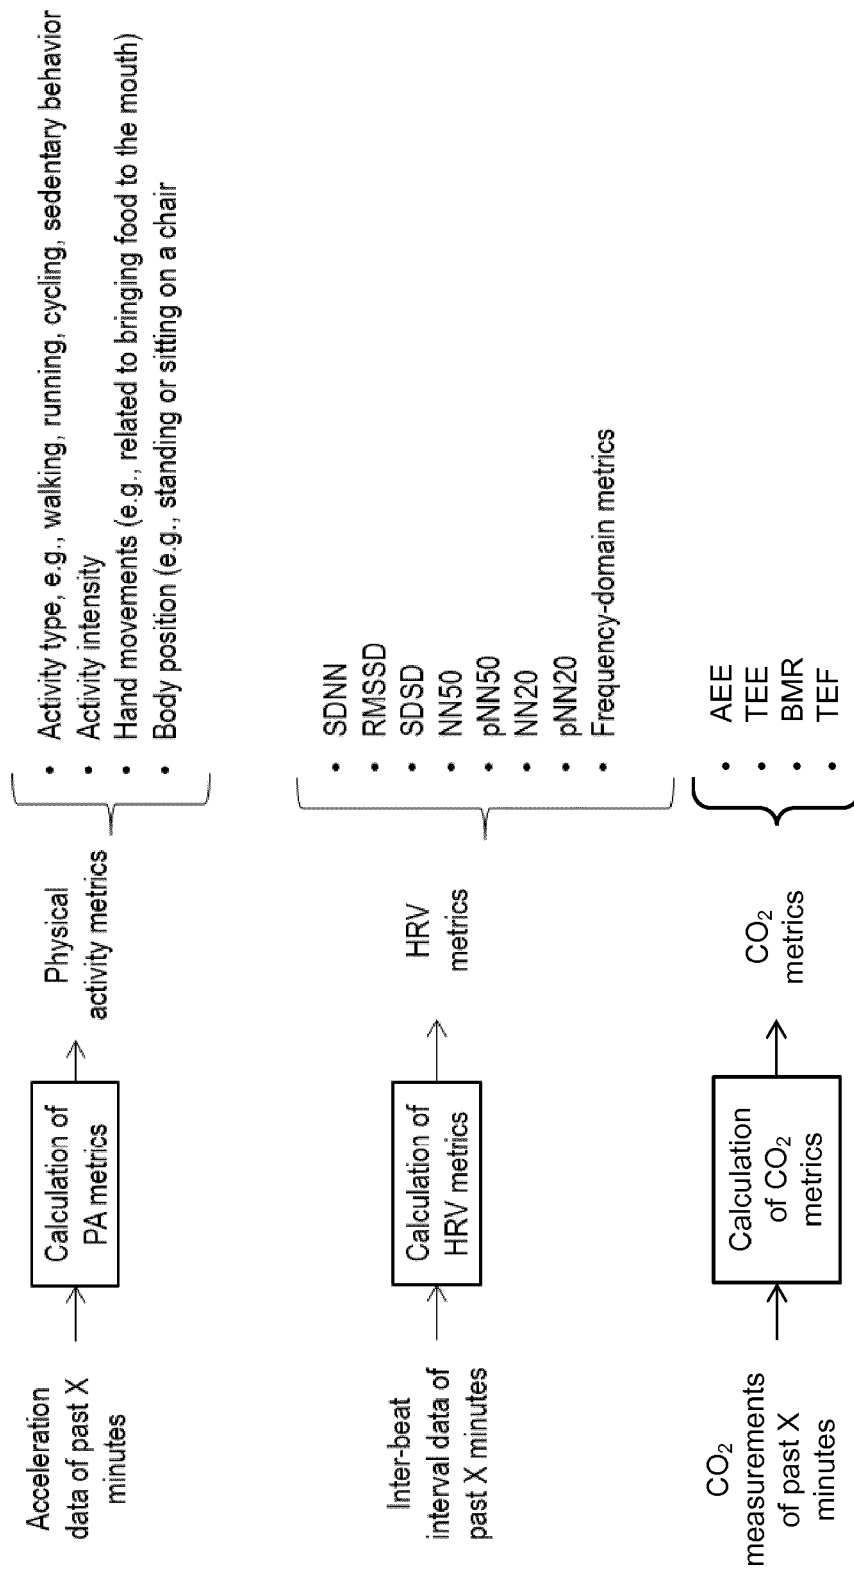 Acceleration
data of past X
minutes
Calculation of
PA metrics
Physical
activity metrics
• Activity type, e.g., walking, running, cycling, sedentary behavior
• Activity intensity
• Hand movements (e.g., related to bringing food to the mouth)
• Body position (e.g., standing or sitting on a chair
Inter-beat
interval data of
past X minutes
Calculation of
HRV metrics
HRV
metrics
• SDNN
• RMSSD
• SDSD
• NN50
• pNN50
• NN20
• pNN20
• Frequency-domain metrics
CO₂
measurements
of past X
minutes
Calculation
of CO₂
metrics
CO₂
metrics
• AEE
• TEE
• BMR
• TEF